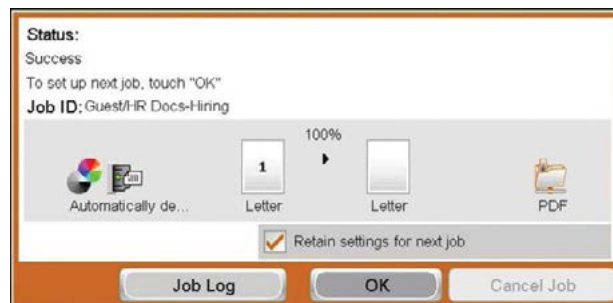 Status:
Success
To set up next job, touch "OK"
Job ID: Guest/HR Docs-Hiring
100%
1
Automatically de...
Letter
Letter
PDF
Retain settings for next job
Job Log
OK
Cancel Job